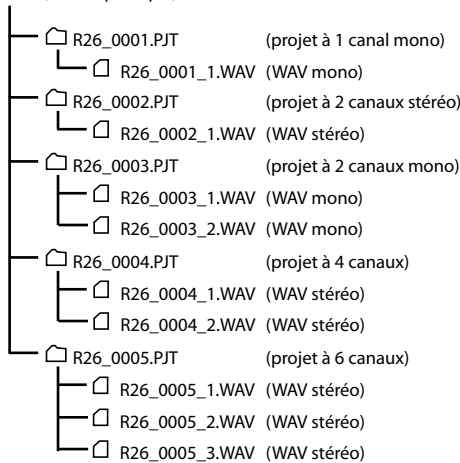 R26_0001.PJT (projet à 1 canal mono)
R26_0001_1.WAV (WAV mono)
R26_0002.PJT (projet à 2 canaux stéréo)
R26_0002_1.WAV (WAV stéréo)
R26_0003.PJT (projet à 2 canaux mono)
R26_0003_1.WAV (WAV mono)
R26_0003_2.WAV (WAV mono)
R26_0004.PJT (projet à 4 canaux)
R26_0004_1.WAV (WAV stéréo)
R26_0004_2.WAV (WAV stéréo)
R26_0005.PJT (projet à 6 canaux)
R26_0005_1.WAV (WAV stéréo)
R26_0005_2.WAV (WAV stéréo)
R26_0005_3.WAV (WAV stéréo)